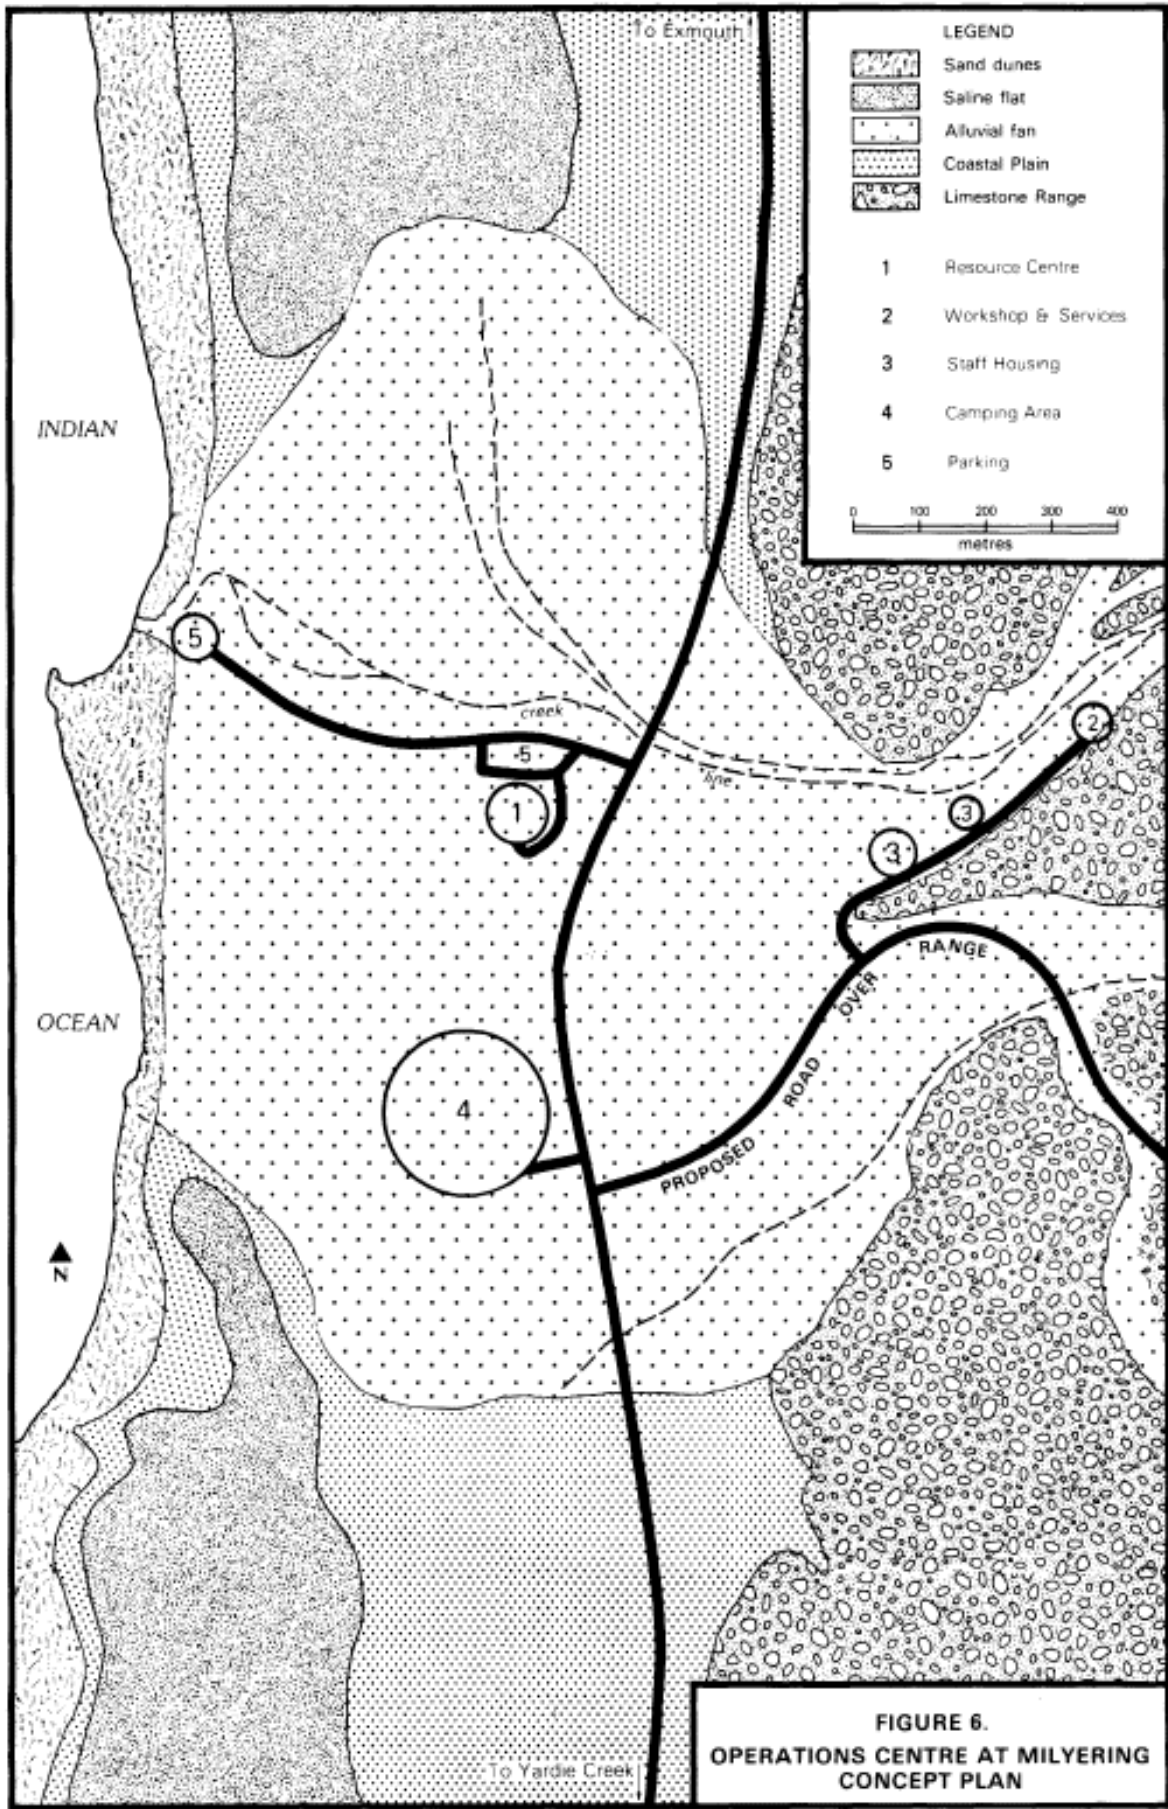 To Exmouth
LEGEND
Sand dunes
Saline flat
Alluvial fan
Coastal Plain
Limestone Range
1 Resource Centre
2 Workshop & Services
3 Staff Housing
4 Camping Area
5 Parking
0 100 200 300 400
metres
INDIAN
5
creek
2
5
line
1
3
3
RANGE
OVER
OCEAN
ROAD
4
PROPOSED
N
FIGURE 6.
OPERATIONS CENTRE AT MILYERING
CONCEPT PLAN
To Yardie Creek